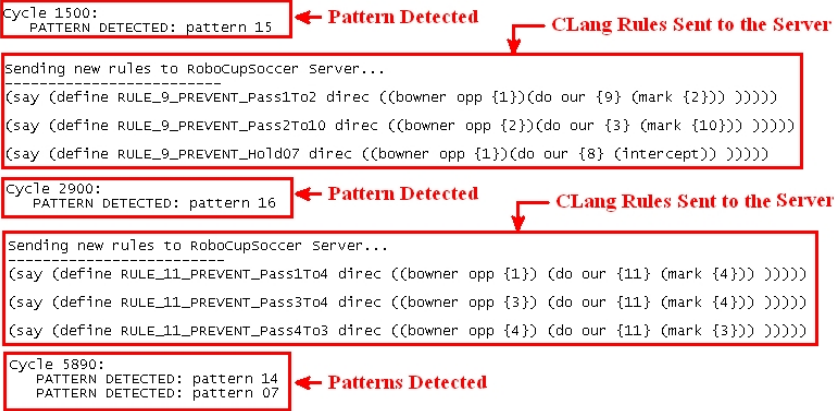 Cycle 1500:
PATTERN DETECTED: pattern 15
Pattern Detected
CLang Rules Sent to the Server
Sending new rules to RoboCupSoccer Server...
-------------------------
(say (define RULE_9_PREVENT_Pass1To2 direc ((bowner opp {1})(do our {9} (mark {2})) )))))
(say (define RULE_9_PREVENT_Pass2To10 direc ((bowner opp {2})(do our {3} (mark {10})) )))))
(say (define RULE_9_PREVENT_Hold07 direc ((bowner opp {1})(do our {8} (intercept)) )))))
Cycle 2900:
PATTERN DETECTED: pattern 16
Pattern Detected
CLang Rules Sent to the Server
Sending new rules to RoboCupSoccer Server...
-------------------------
(say (define RULE_11_PREVENT_Pass1To4 direc ((bowner opp {1}) (do our {11} (mark {4})) )))))
(say (define RULE_11_PREVENT_Pass3To4 direc ((bowner opp {3}) (do our {11} (mark {4})) )))))
(say (define RULE_11_PREVENT_Pass4To3 direc ((bowner opp {4}) (do our {11} (mark {3})) )))))
Cycle 5890:
PATTERN DETECTED: pattern 14
PATTERN DETECTED: pattern 07
Patterns Detected